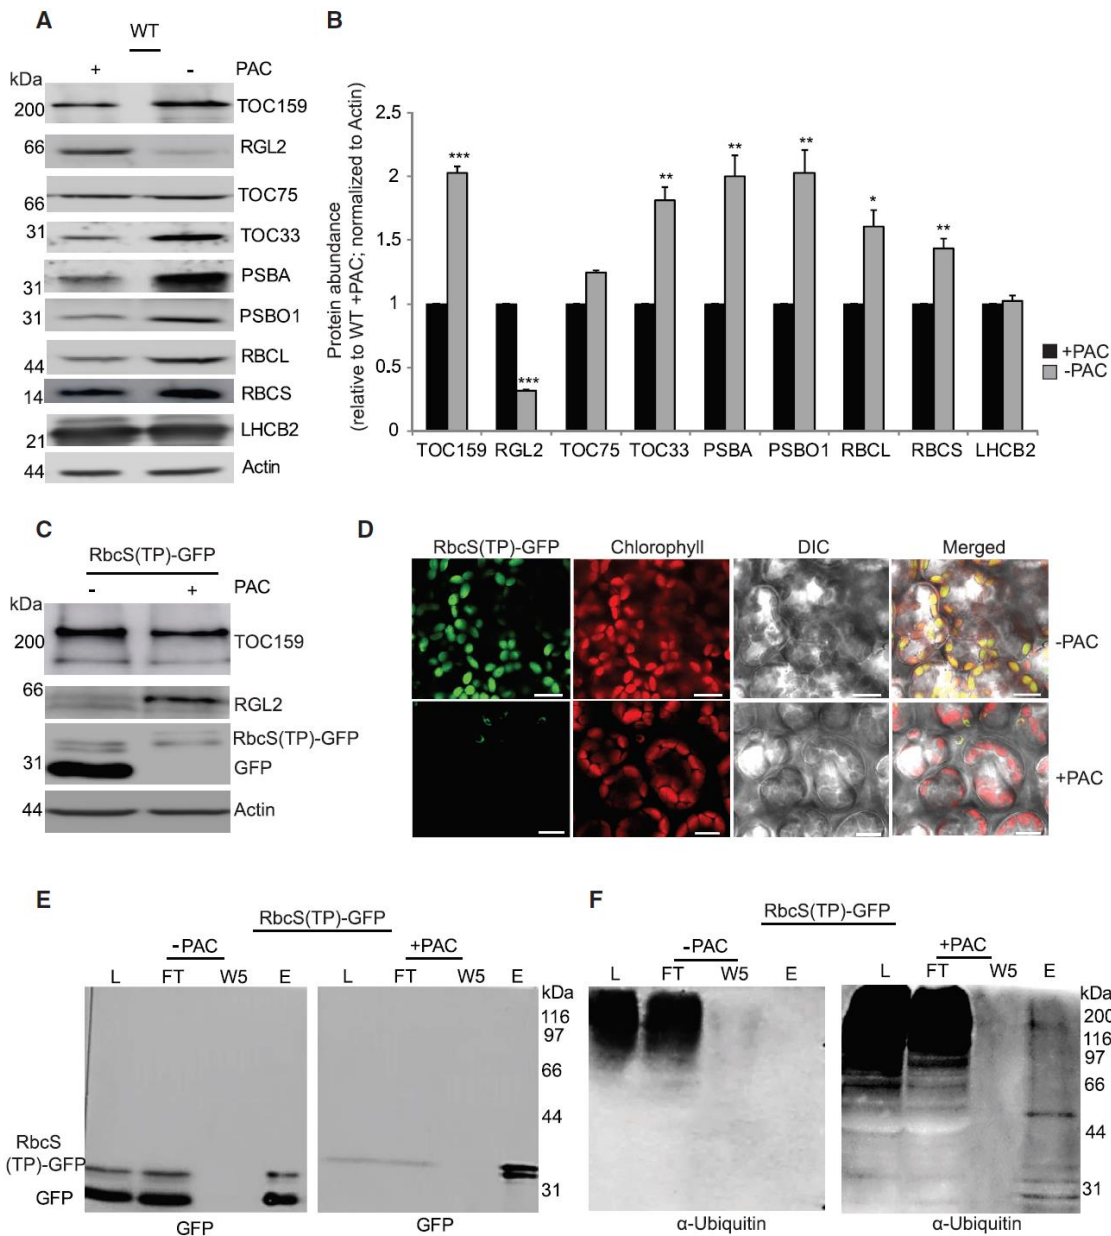 A
WT
kDa
+ - PAC
200 TOC159
66 RGL2
66 TOC75
31 TOC33
31 PSBA
31 PSBO1
44 RBCL
14 RBCS
21 LHCB2
44 Actin
B
Protein abundance
(relative to WT +PAC; normalized to Actin)
2.5
2
1.5
1
0.5
0
***
***
**
**
**
*
**
TOC159 RGL2 TOC75 TOC33 PSBA PSBO1 RBCL RBCS LHCB2
+PAC
-PAC
C
RbcS(TP)-GFP
- + PAC
kDa
200 TOC159
66 RGL2
RbcS(TP)-GFP
31 GFP
44 Actin
D
RbcS(TP)-GFP Chlorophyll DIC Merged
-PAC
+PAC
E
RbcS(TP)-GFP
-PAC +PAC
L FT W5 E L FT W5 E
kDa
116
97
66
44
31
RbcS
(TP)-GFP
GFP
GFP GFP
F
RbcS(TP)-GFP
-PAC +PAC
L FT W5 E L FT W5 E
kDa
200
116
97
66
44
31
α-Ubiquitin α-Ubiquitin